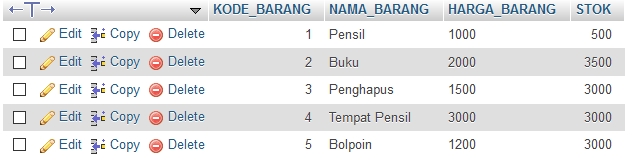 KODE_BARANG NAMA_BARANG HARGA_BARANG STOK
Edit Copy Delete 1 Pensil 1000 500
Edit Copy Delete 2 Buku 2000 3500
Edit Copy Delete 3 Penghapus 1500 3000
Edit Copy Delete 4 Tempat Pensil 3000 3000
Edit Copy Delete 5 Bolpoin 1200 3000